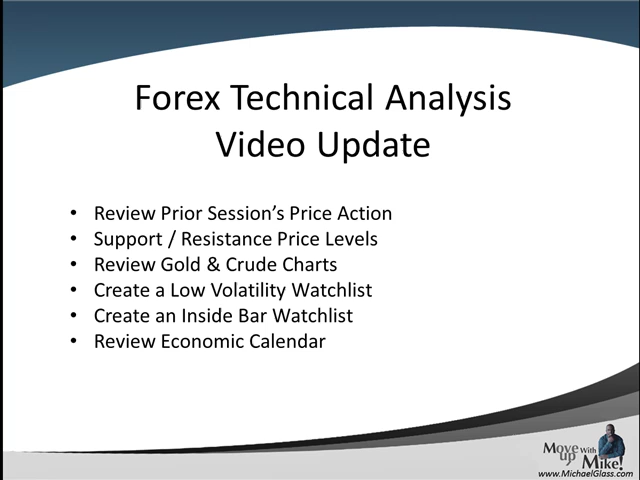 Forex Technical Analysis
Video Update
• Review Prior Session's Price Action
• Support / Resistance Price Levels
• Review Gold & Crude Charts
• Create a Low Volatility Watchlist
• Create an Inside Bar Watchlist
• Review Economic Calendar
Move up With Mike!
www.MichaelGlass.com